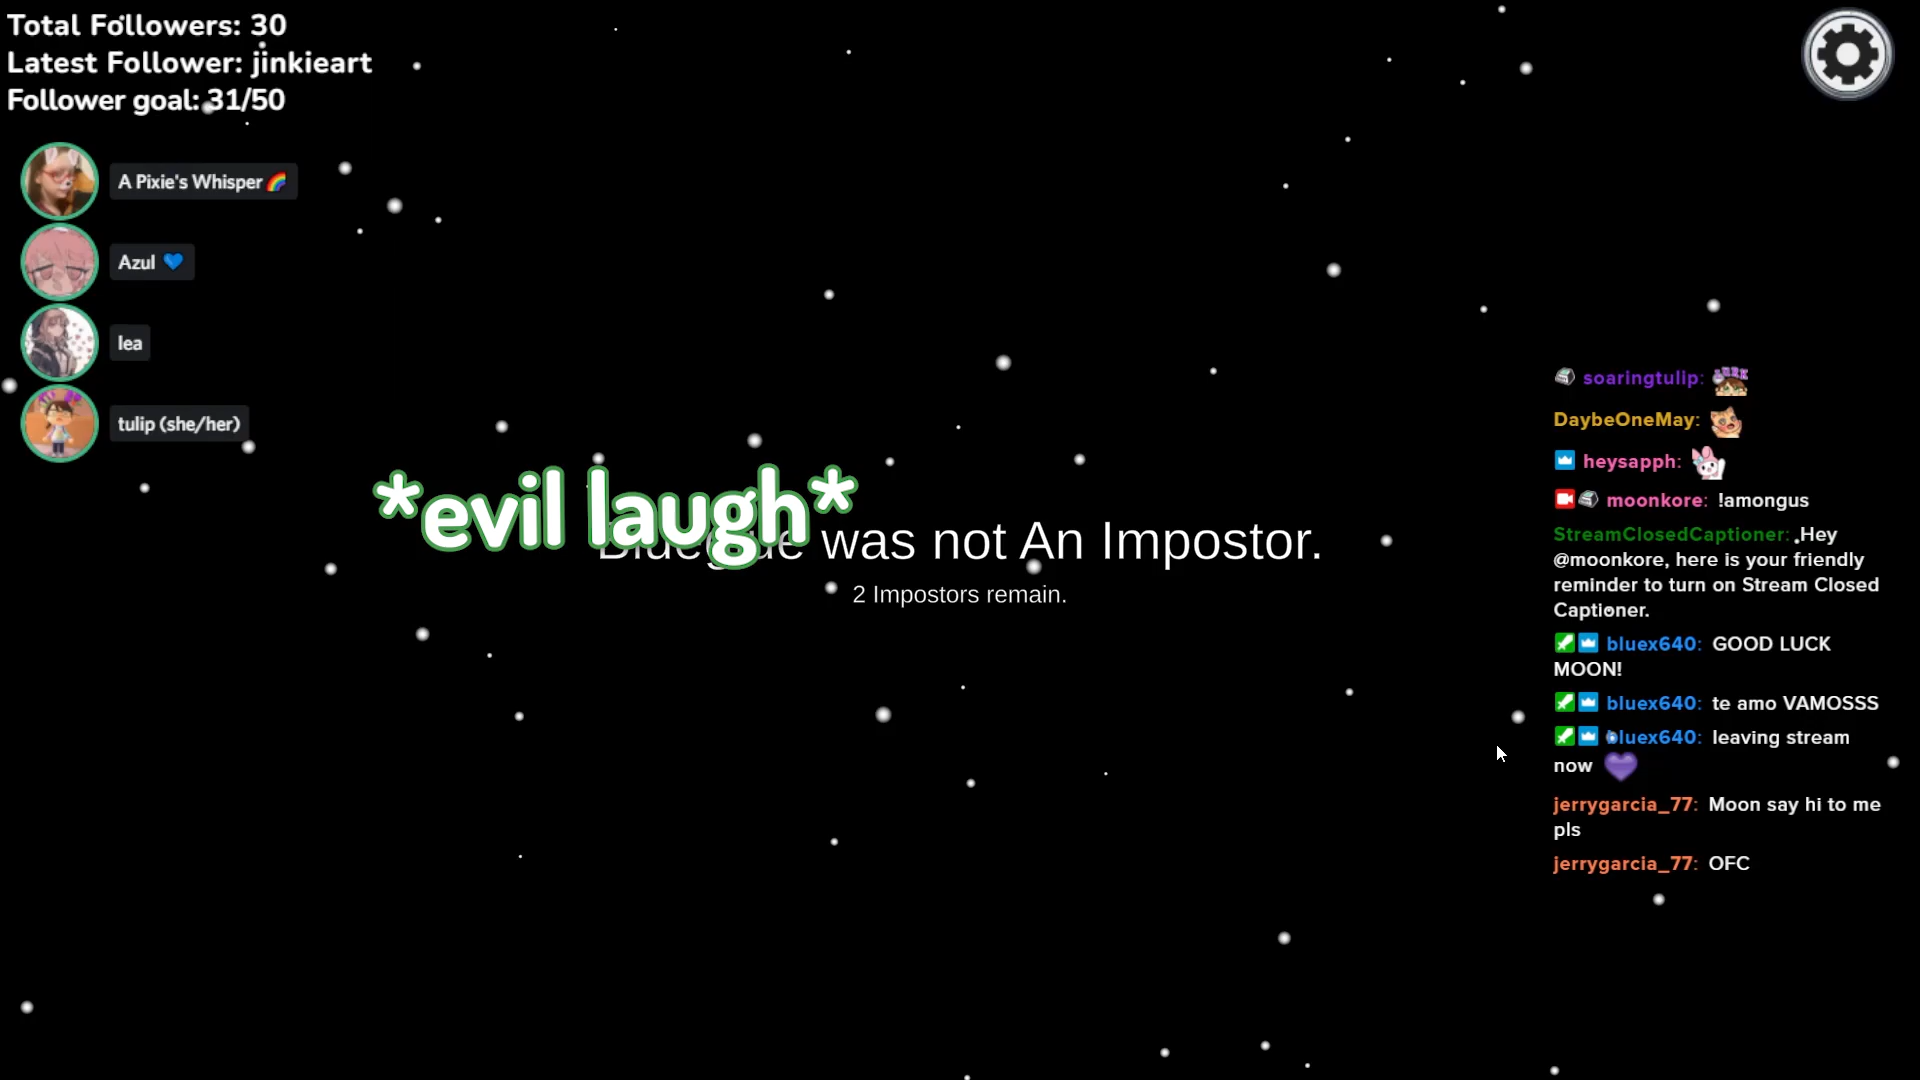 Total Followers: 30
Latest Follower: jinkieart
Follower goal: 31/50
A Pixie's Whisper
Azul
lea
tulip (she/her)
*evil laugh*
was not An Impostor.
2 Impostors remain.
soaringtulip:
DaybeOneMay:
heysapph:
moonkore: !amongus
StreamClosedCaptioner: Hey
@moonkore, here is your friendly
reminder to turn on Stream Closed
Captioner.
bluex640: GOOD LUCK
MOON!
bluex640: te amo VAMOSSS
bluex640: leaving stream
now
jerrygarcia_77: Moon say hi to me
pls
jerrygarcia_77: OFC